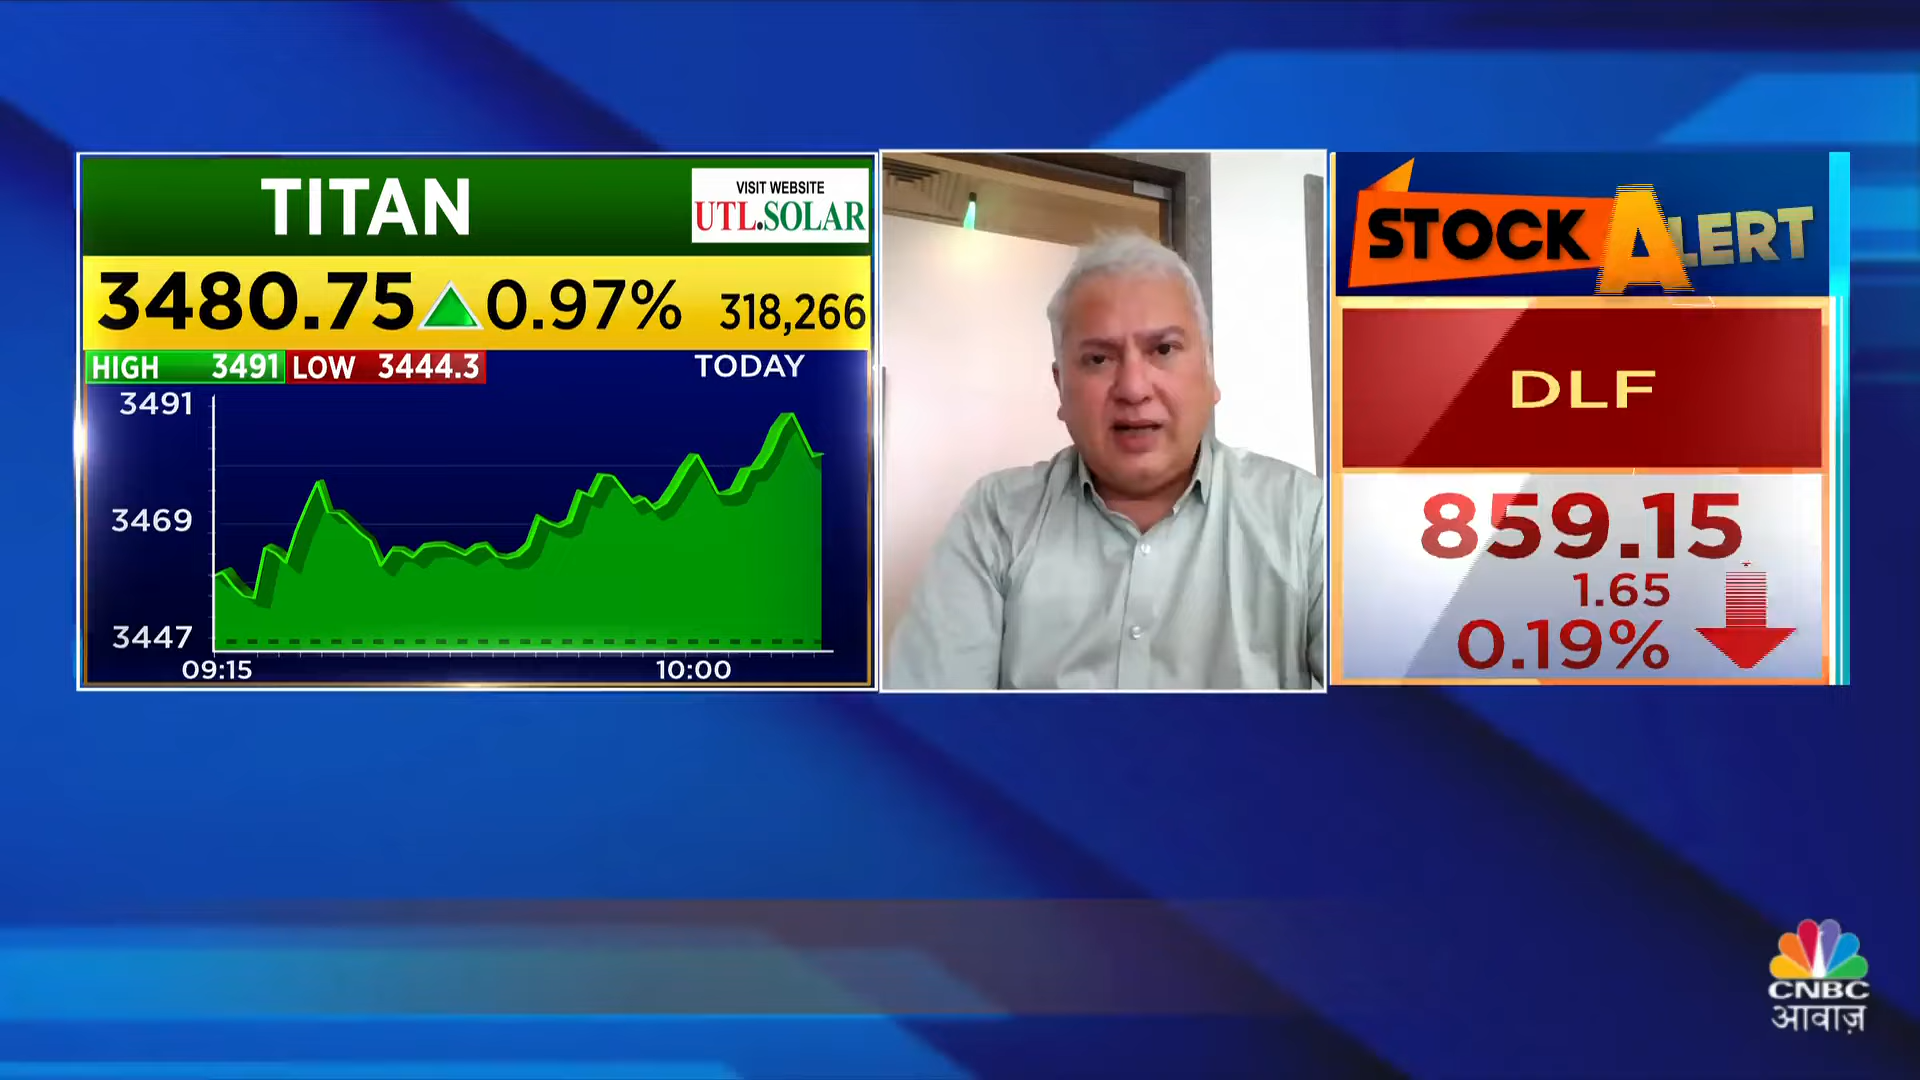 TITAN
VISIT WEBSITE
UTL.SOLAR
3480.75 0.97% 318,266
HIGH 3491 LOW 3444.3 TODAY
3491
3469
3447
09:15 10:00
STOCK ALERT
DLF
859.15
1.65
0.19%
CNBC
आवाज़